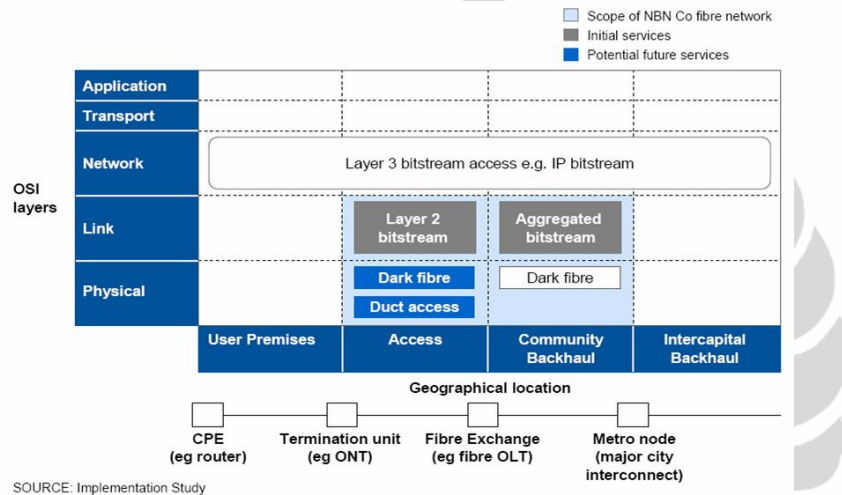 Scope of NBN Co fibre network
Initial services
Potential future services
OSI
layers
Application
Transport
Network
Layer 3 bitstream access e.g. IP bitstream
Link
Layer 2
bitstream
Aggregated
bitstream
Physical
Dark fibre
Dark fibre
Duct access
User Premises
Access
Community
Backhaul
Intercapital
Backhaul
Geographical location
CPE
(eg router)
Termination unit
(eg ONT)
Fibre Exchange
(eg fibre OLT)
Metro node
(major city
interconnect)
SOURCE: Implementation Study